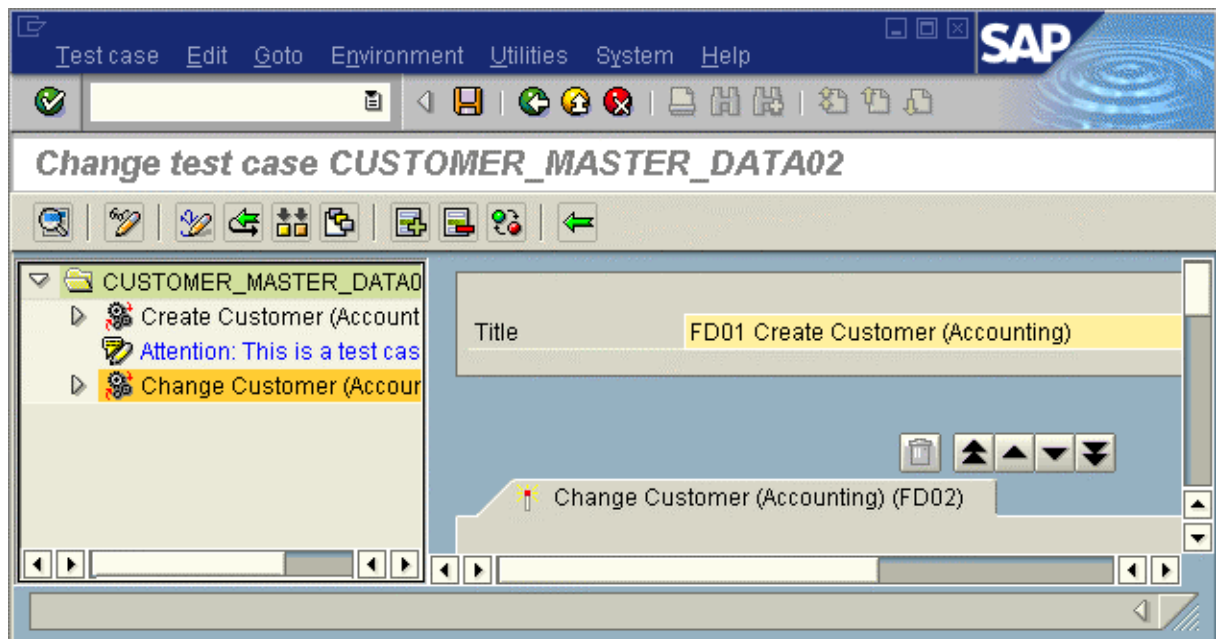 SAP
Test case Edit Goto Environment Utilities System Help
Change test case CUSTOMER_MASTER_DATA02
CUSTOMER_MASTER_DATA0
Create Customer (Account
Attention: This is a test cas
Change Customer (Accour
Title FD01 Create Customer (Accounting)
Change Customer (Accounting) (FD02)